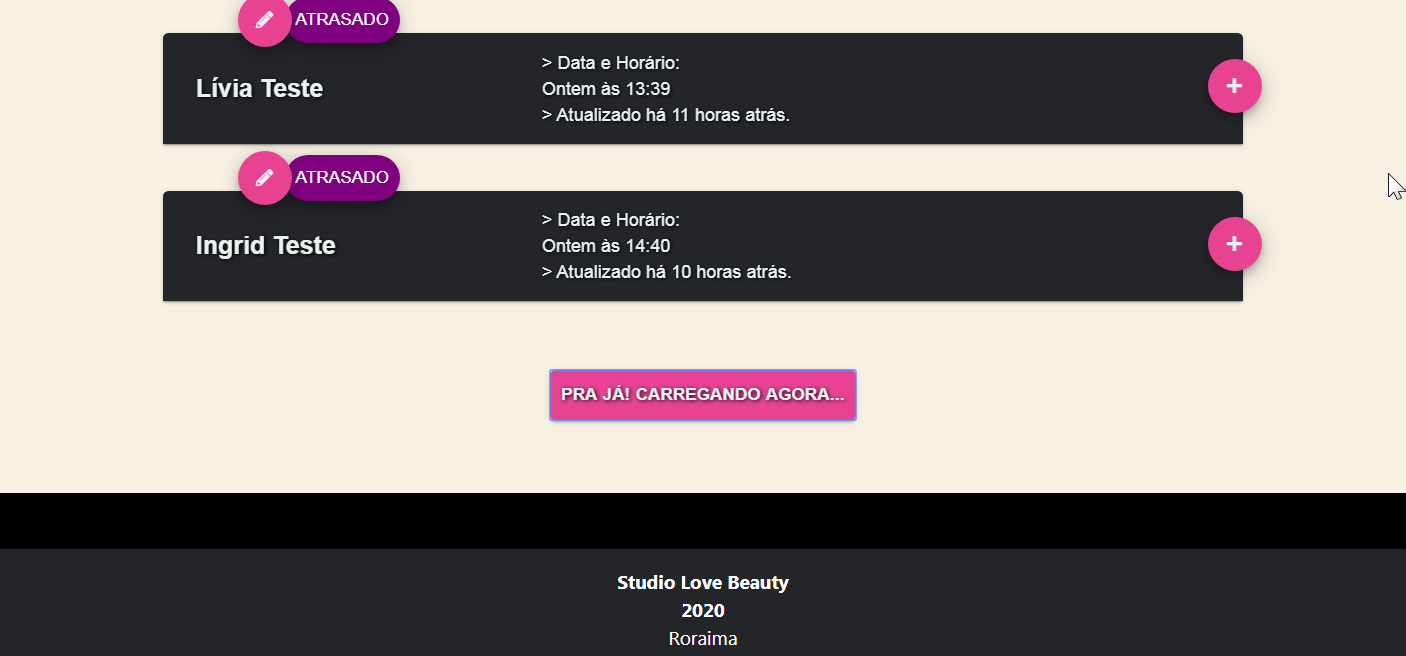 ATRASADO
Lívia Teste
> Data e Horário:
Ontem às 13:39
> Atualizado há 11 horas atrás.
ATRASADO
Ingrid Teste
> Data e Horário:
Ontem às 14:40
> Atualizado há 10 horas atrás.
PRA JÁ! CARREGANDO AGORA...
Studio Love Beauty
2020
Roraima